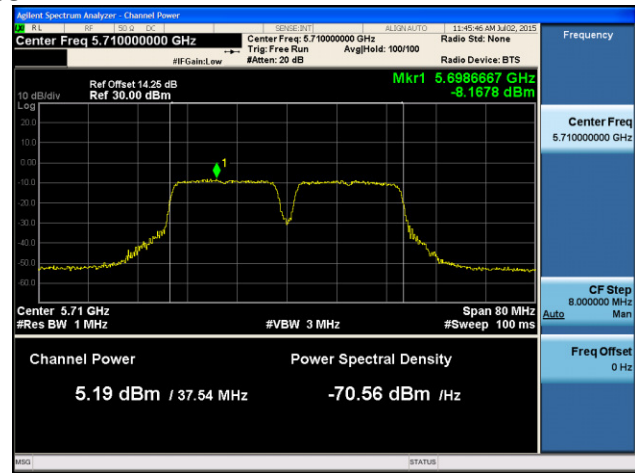 Agilent Spectrum Analyzer - Channel Power
RL RF 50 Ω DC SENSE:INT ALIGN AUTO 11:45:46 AM Jul 02, 2015
Center Freq 5.710000000 GHz
Center Freq: 5.710000000 GHz
Radio Std: None
Trig: Free Run Avg|Hold: 100/100
#IFGain:Low
#Atten: 20 dB
Radio Device: BTS
Ref Offset 14.25 dB
Mkr1 5.6986667 GHz
10 dB/div Ref 30.00 dBm
-8.1678 dBm
Log
20.0
10.0
0.00
1
-10.0
-20.0
-30.0
-40.0
-50.0
-60.0
Center 5.71 GHz
Span 80 MHz
#Res BW 1 MHz
#VBW 3 MHz
#Sweep 100 ms
Channel Power
Power Spectral Density
5.19 dBm / 37.54 MHz
-70.56 dBm /Hz
MSG
STATUS
Frequency
Center Freq
5.710000000 GHz
CF Step
8.000000 MHz
Auto Man
Freq Offset
0 Hz